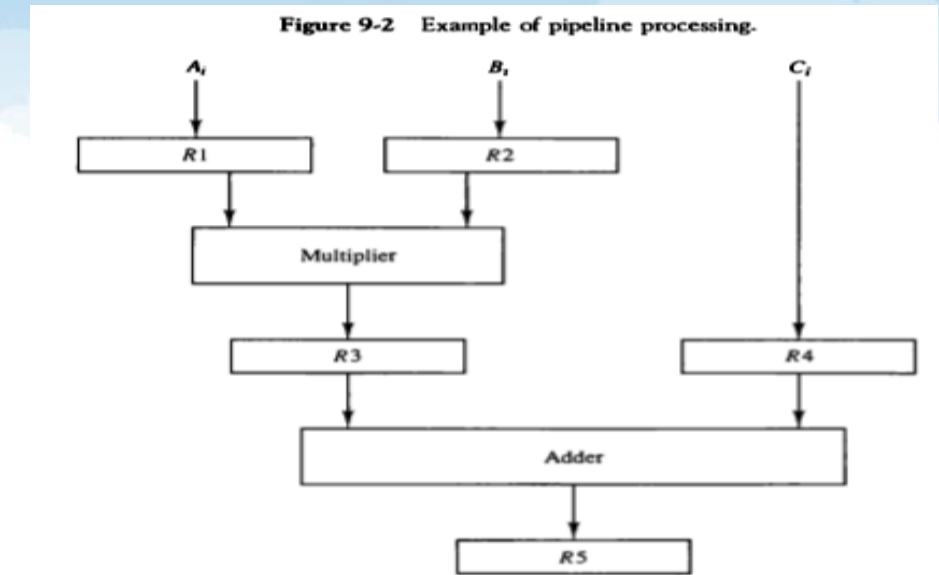 Figure 9-2 Example of pipeline processing.
Ai Bi Ci
R1 R2
Multiplier
R3 R4
Adder
R5